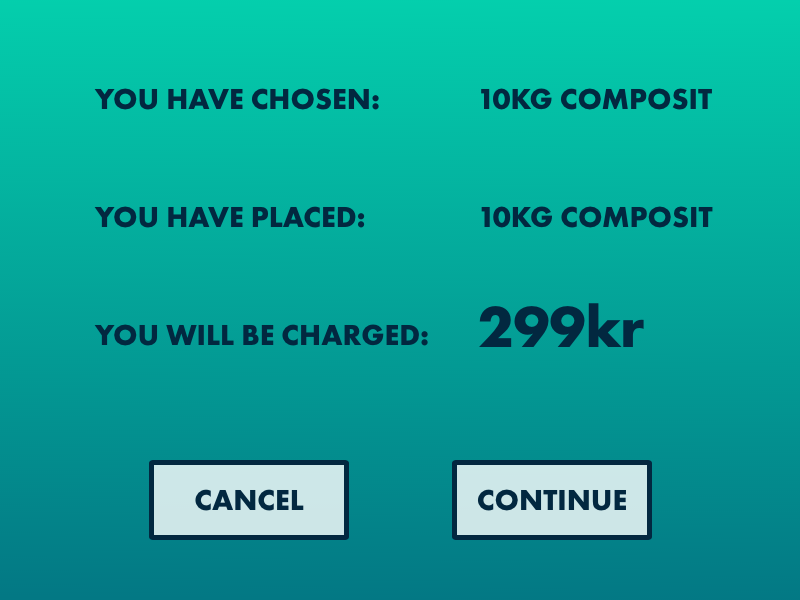 YOU HAVE CHOSEN: 10KG COMPOSIT
YOU HAVE PLACED: 10KG COMPOSIT
YOU WILL BE CHARGED: 299kr
CANCEL CONTINUE